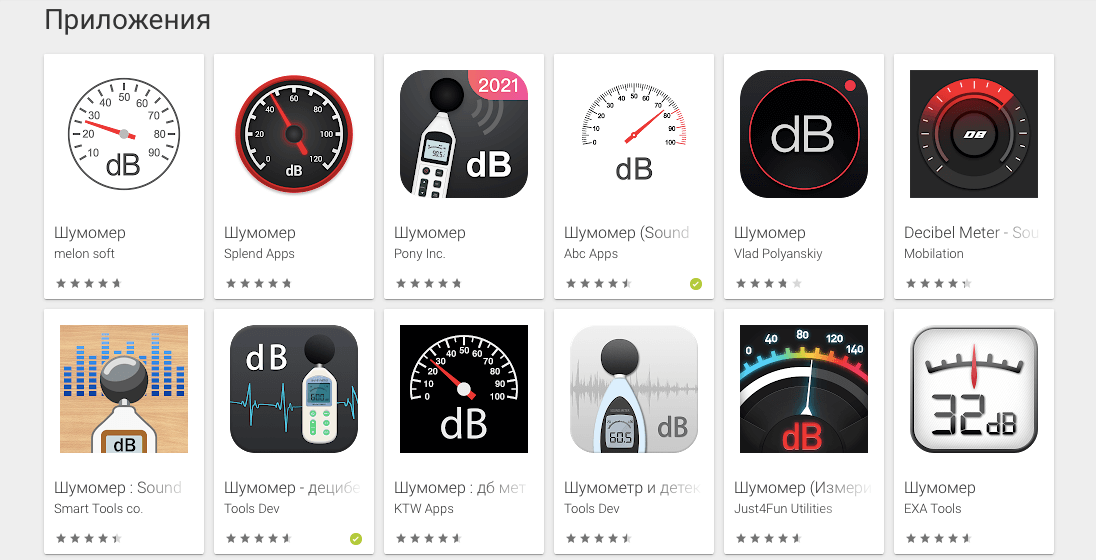 Приложения
50
40 60
30 70
20 80
10 90
dB
60
40 80
20 100
0 120
dB
2021
80.5
dB
40 50 60
30 70
20 80
10 90
0 100
dB
dB
DB
Шумомер
melon soft
Шумомер
Splend Apps
Шумомер
Pony Inc.
Шумомер (Sound
Abc Apps
Шумомер
Vlad Polyanskiy
Decibel Meter - Sou
Mobilation
dB
dB
60.0
40 50 60
30 70
20 80
10 90
0 100
dB
60.5
dB
0 40 80 120 140
dB
32dB
Шумомер : Sound
Smart Tools co.
Шумомер - децибе
Tools Dev
Шумомер : дб мет
KTW Apps
Шумометр и детек
Tools Dev
Шумомер (Измери
Just4Fun Utilities
Шумомер
EXA Tools